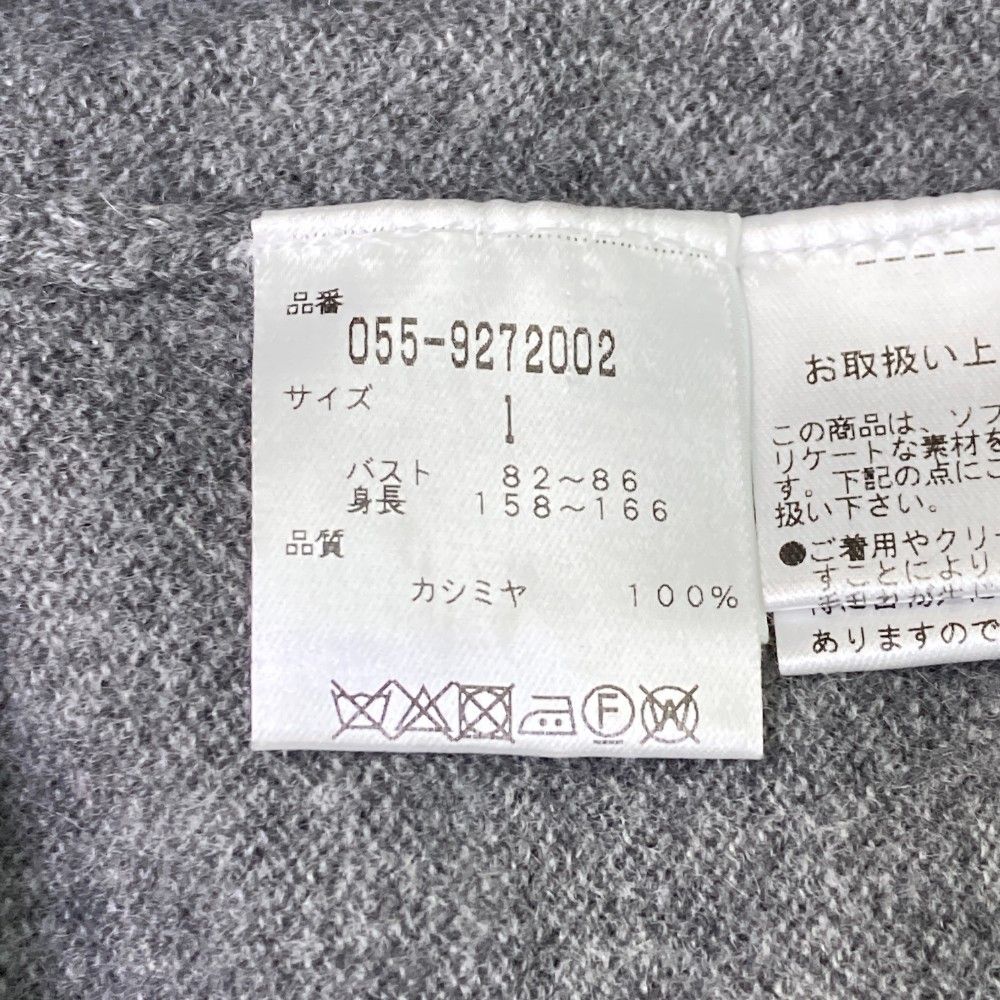 品番
055-9272002
サイズ
1
バスト 82～86
身長 158～166
品質
カシミヤ 100%
F
W
お取扱い上
この商品は、ソフ
リケートな素材を
す。下記の点にご
扱い下さい。
●ご着用やクリー
すことにより、
ありますので